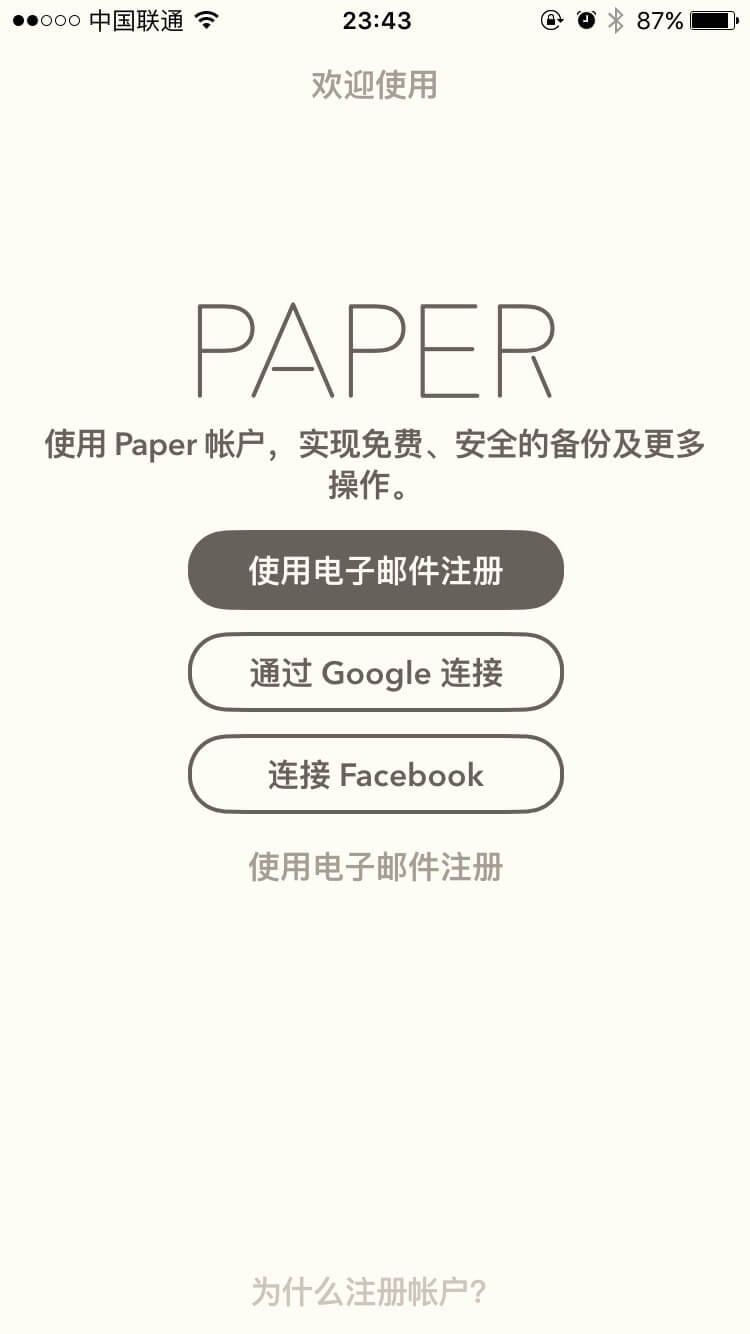 中国联通 23:43 87%
欢迎使用
PAPER
使用 Paper 帐户，实现免费、安全的备份及更多
操作。
使用电子邮件注册
通过 Google 连接
连接 Facebook
使用电子邮件注册
为什么注册帐户?